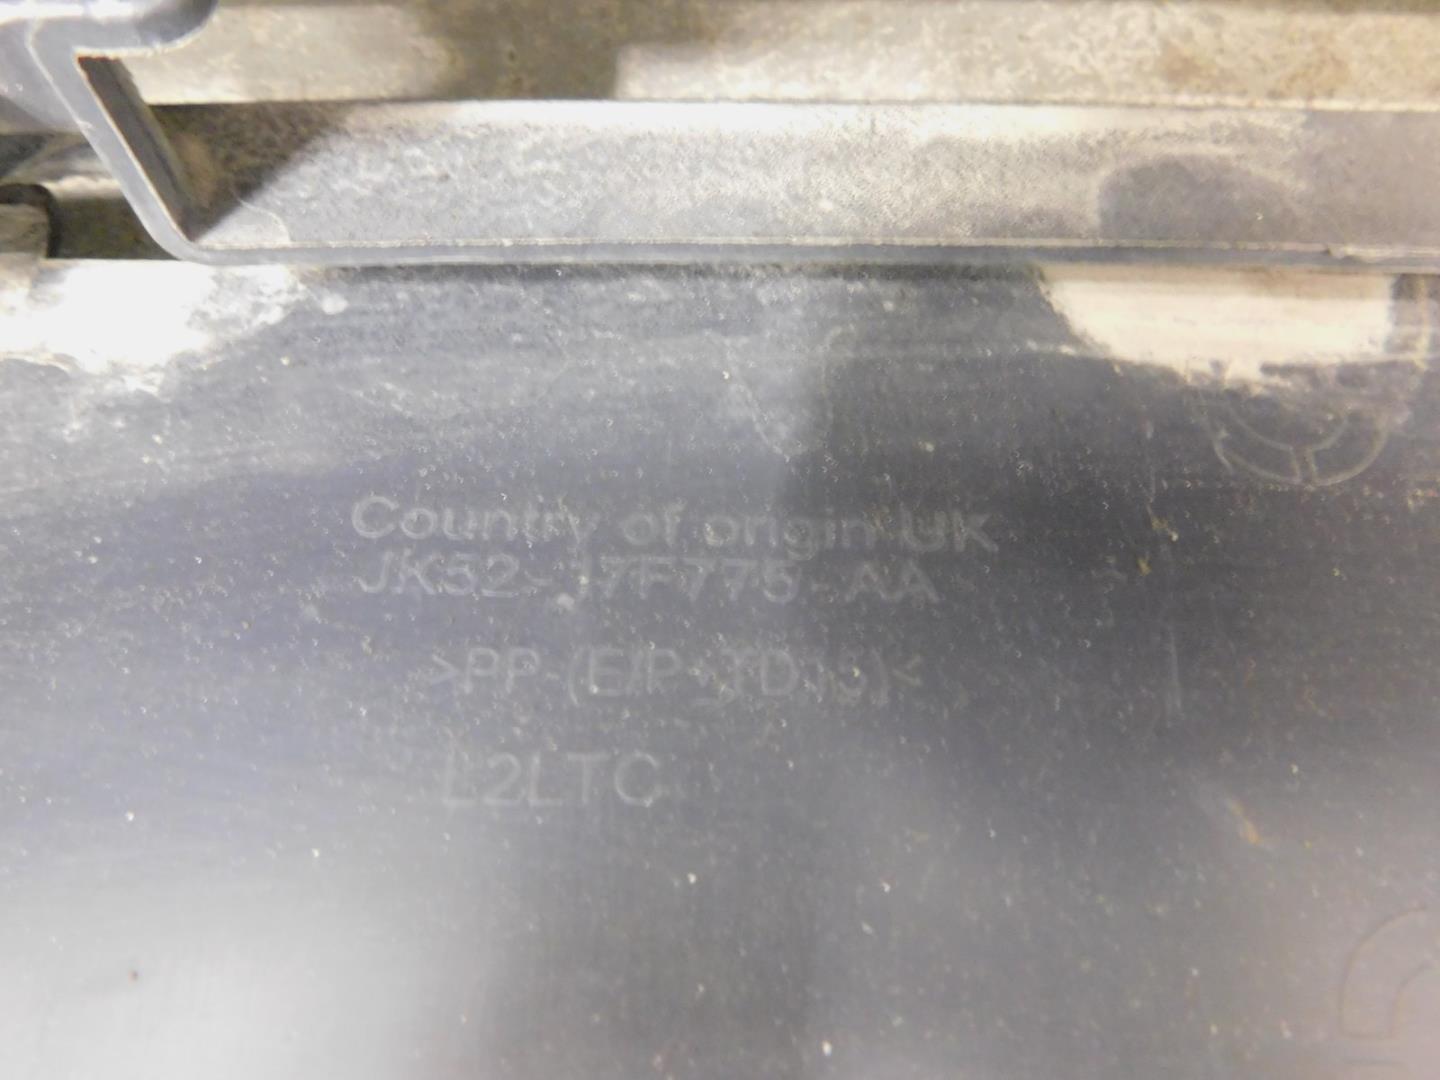 Country of origin UK
JK52-17F775-AA
>PP-(E/P-TD15)<
L2LTC